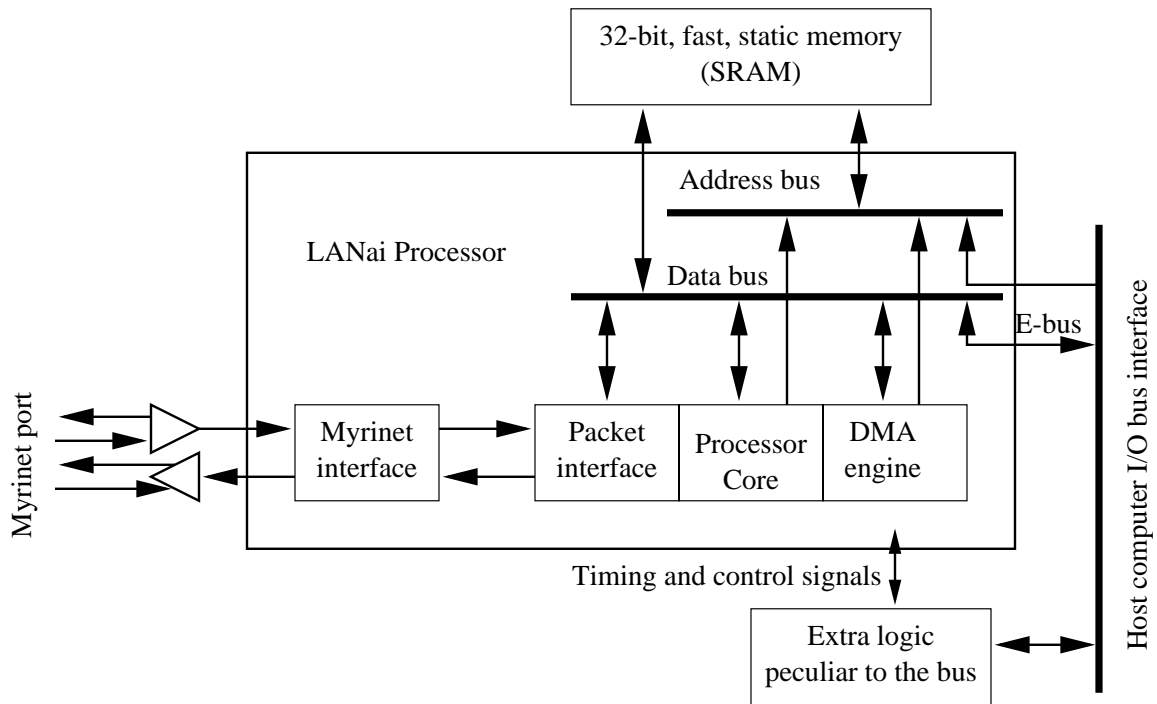 32-bit, fast, static memory
(SRAM)
Address bus
LANai Processor
Data bus
E-bus
Myrinet port
Myrinet
interface
Packet
interface
Processor
Core
DMA
engine
Host computer I/O bus interface
Timing and control signals
Extra logic
peculiar to the bus